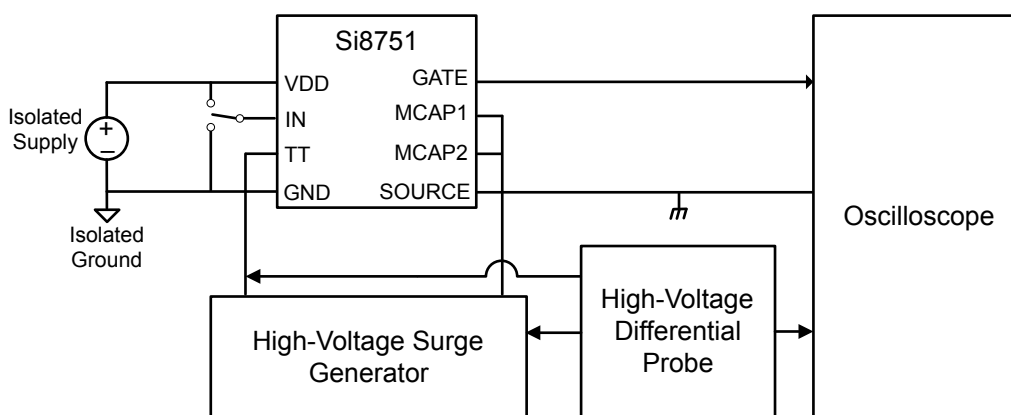 Si8751
VDD
GATE
MCAP1
IN
MCAP2
TT
GND
SOURCE
Isolated
Supply
+
−
Isolated
Ground
Oscilloscope
High-Voltage
Differential
Probe
High-Voltage Surge
Generator